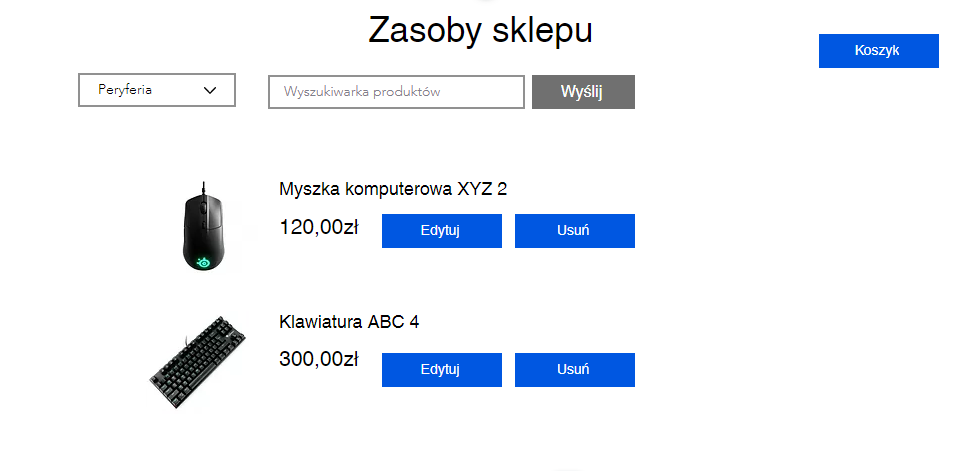 Zasoby sklepu
Koszyk
Peryferia
Wyszukiwarka produktów
Wyślij
Myszka komputerowa XYZ 2
120,00zł
Edytuj
Usuń
Klawiatura ABC 4
300,00zł
Edytuj
Usuń